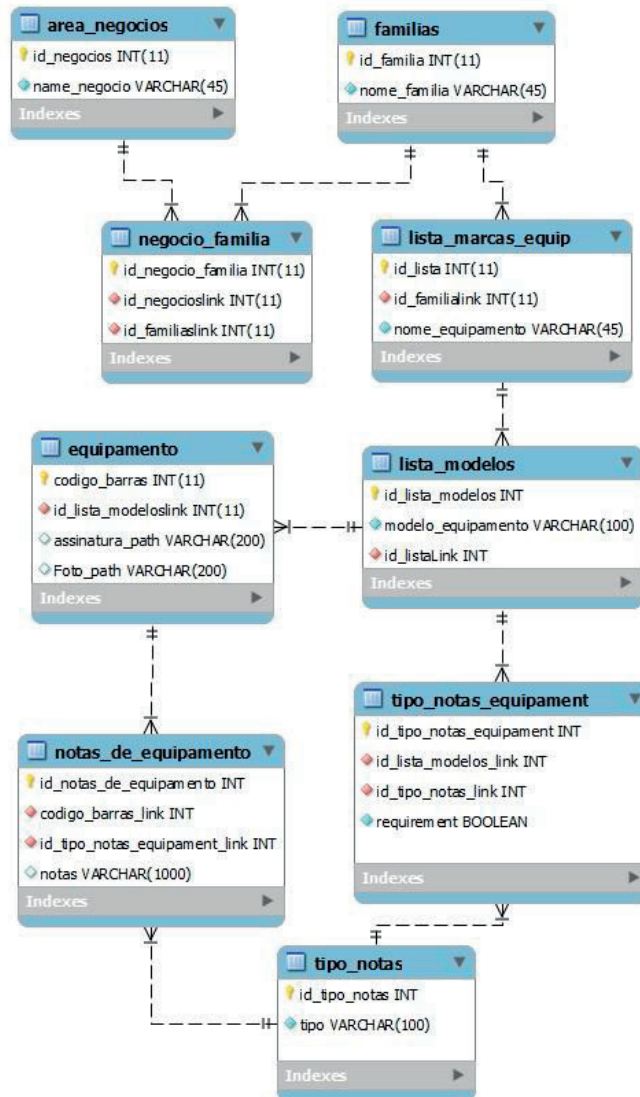 area_negocios
id_negocios INT(11)
name_negocio VARCHAR(45)
Indexes
familias
id_familia INT(11)
nome_familia VARCHAR(45)
Indexes
negocio_familia
id_negocio_familia INT(11)
id_negocioslink INT(11)
id_familiaslink INT(11)
Indexes
lista_marcas_equip
id_lista INT(11)
id_familialink INT(11)
nome_equipamento VARCHAR(45)
Indexes
equipamento
codigo_barras INT(11)
id_lista_modeloslink INT(11)
assinatura_path VARCHAR(200)
Foto_path VARCHAR(200)
Indexes
lista_modelos
id_lista_modelos INT
modelo_equipamento VARCHAR(100)
id_listaLink INT
Indexes
notas_de_equipamento
id_notas_de_equipamento INT
codigo_barras_link INT
id_tipo_notas_equipament_link INT
notas VARCHAR(1000)
Indexes
tipo_notas_equipament
id_tipo_notas_equipament INT
id_lista_modelos_link INT
id_tipo_notas_link INT
requirement BOOLEAN
Indexes
tipo_notas
id_tipo_notas INT
tipo VARCHAR(100)
Indexes